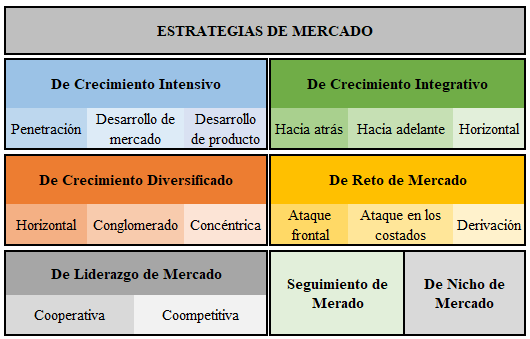 ESTRATEGIAS DE MERCADO
De Crecimiento Intensivo
Penetración
Desarrollo de
mercado
Desarrollo
de producto
De Crecimiento Integrativo
Hacia atrás
Hacia adelante
Horizontal
De Crecimiento Diversificado
Horizontal
Conglomerado
Concéntrica
De Reto de Mercado
Ataque
frontal
Ataque en los
costados
Derivación
De Liderazgo de Mercado
Cooperativa
Coompetitiva
Seguimiento de
Merado
De Nicho de
Mercado